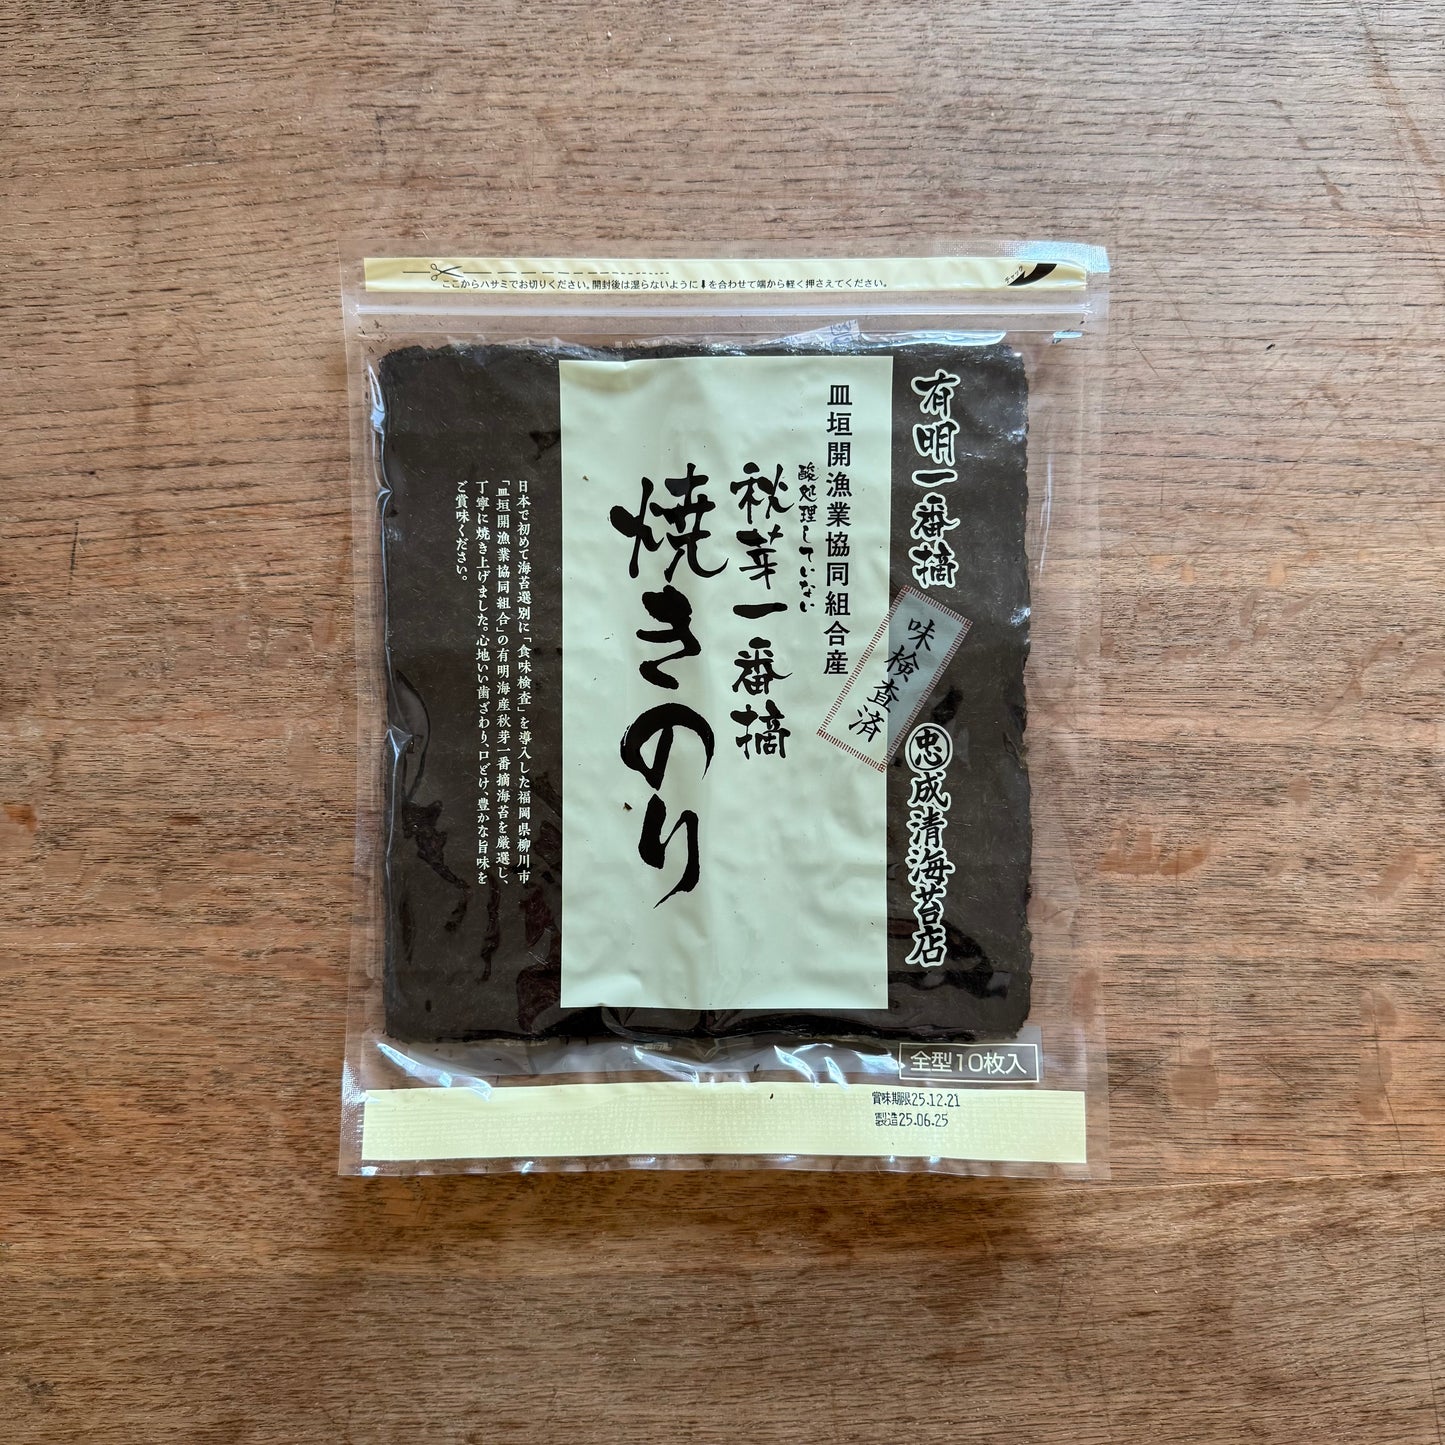 ここからハサミでお切りください。開封後は湿らないように⬇を合わせて端から軽く押さえてください。
チャック
有明一番摘
忠成清海苔店
味検査済
皿垣開漁業協同組合産
酸処理していない
秋芽一番摘
焼きのり
日本で初めて海苔選別に「食味検査」を導入した福岡県柳川市
「皿垣開漁業協同組合」の有明海産秋芽一番摘海苔を厳選し、
丁寧に焼き上げました。心地いい歯ざわり、口どけ、豊かな旨味を
ご賞味ください。
全型10枚入
賞味期限25.12.21
製造25.06.25